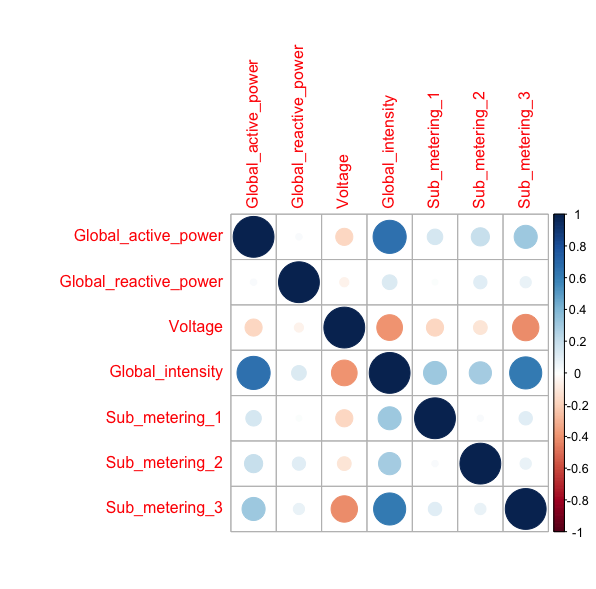 Global_active_power
Global_reactive_power
Voltage
Global_intensity
Sub_metering_1
Sub_metering_2
Sub_metering_3
Global_active_power
Global_reactive_power
Voltage
Global_intensity
Sub_metering_1
Sub_metering_2
Sub_metering_3
1
0.8
0.6
0.4
0.2
0
-0.2
-0.4
-0.6
-0.8
-1